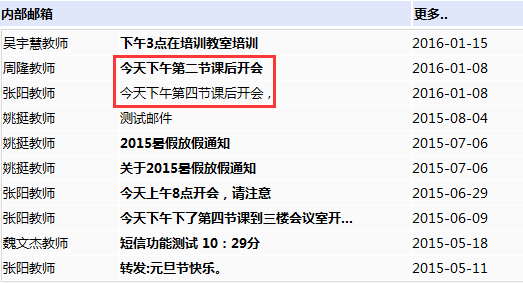 内部邮箱 更多..
吴宇慧教师 下午3点在培训教室培训 2016-01-15
周隆教师 今天下午第二节课后开会 2016-01-08
张阳教师 今天下午第四节课后开会， 2016-01-08
姚挺教师 测试邮件 2015-08-04
姚挺教师 2015暑假放假通知 2015-07-06
姚挺教师 关于2015暑假放假通知 2015-07-06
张阳教师 今天上午8点开会，请注意 2015-06-29
张阳教师 今天下午下了第四节课到三楼会议室开... 2015-06-09
魏文杰教师 短信功能测试 10：29分 2015-05-18
张阳教师 转发:元旦节快乐。 2015-05-11